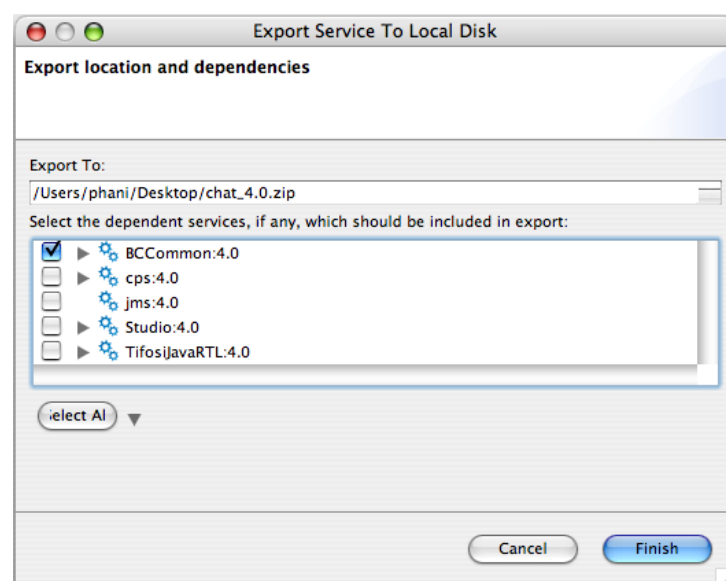 Export Service To Local Disk
Export location and dependencies
Export To:
/Users/phani/Desktop/chat_4.0.zip
Select the dependent services, if any, which should be included in export:
BCCommon:4.0
cps:4.0
jms:4.0
Studio:4.0
TifosiJavaRTL:4.0
Select Al
Cancel
Finish